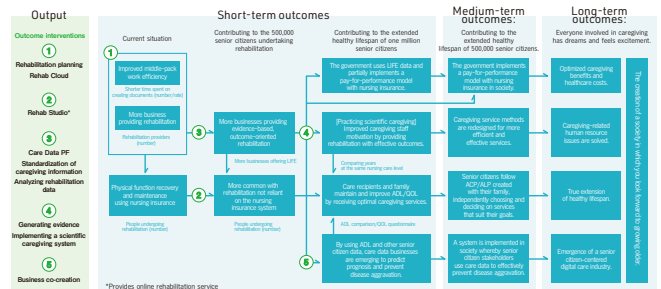 Output
Short-term outcomes
Medium-term
outcomes:
Long-term
outcomes:
Outcome interventions
1
Rehabilitation planning
Rehab Cloud
2
Rehab Studio*
3
Care Data PF
Standardization of
caregiving information
Analyzing rehabilitation
data
4
Generating evidence
Implementing a scientific
caregiving system
5
Business co-creation
Current situation
Contributing to the 500,000
senior citizens undertaking
rehabilitation
Contributing to the extended
healthy lifespan of one million
senior citizens
Contributing to the
extended healthy
lifespan of 500,000 senior citizens.
Everyone involved in caregiving
has dreams and feels excitement.
1
Improved middle-pack
work efficiency
Shorter time spent on
creating documents (number/rate)
More business
providing rehabilitation
Rehabilitation providers
(number)
Physical function recovery
and maintenance
using nursing insurance
People undergoing
rehabilitation (number)
3
More businesses providing
evidence-based,
outcome-oriented
rehabilitation
More businesses offering LIFE
2
More common with
rehabilitation not reliant
on the nursing
insurance system
People undergoing
rehabilitation (number)
The government uses LIFE data and
partially implements a
pay-for-performance model
with nursing insurance.
4
[Practicing scientific caregiving]
Improved caregiving staff
motivation by providing
rehabilitation with effective outcomes.
Comparing years
at the same nursing care level
Care recipients and family
maintain and improve ADL/QOL
by receiving optimal caregiving services.
ADL comparison/QOL questionnaire
5
By using ADL and other senior
citizen data, care data businesses
are emerging to predict
prognosis and prevent
disease aggravation.
The government implements
a pay-for-performance
model with nursing
insurance in society.
Caregiving service methods
are redesigned for more
efficient and
effective services.
Senior citizens follow
ACP/ALP created
with their family,
independently choosing and
deciding on services
that suit their goals.
A system is implemented in
society whereby senior
citizen stakeholders
use care data to effectively
prevent disease aggravation.
Optimized caregiving
benefits and
healthcare costs.
Caregiving-related
human resource
issues are solved.
True extension
of healthy lifespan.
Emergence of a senior
citizen-centered
digital care industry.
The creation of a society in which you look forward to growing older.
*Provides online rehabilitation service